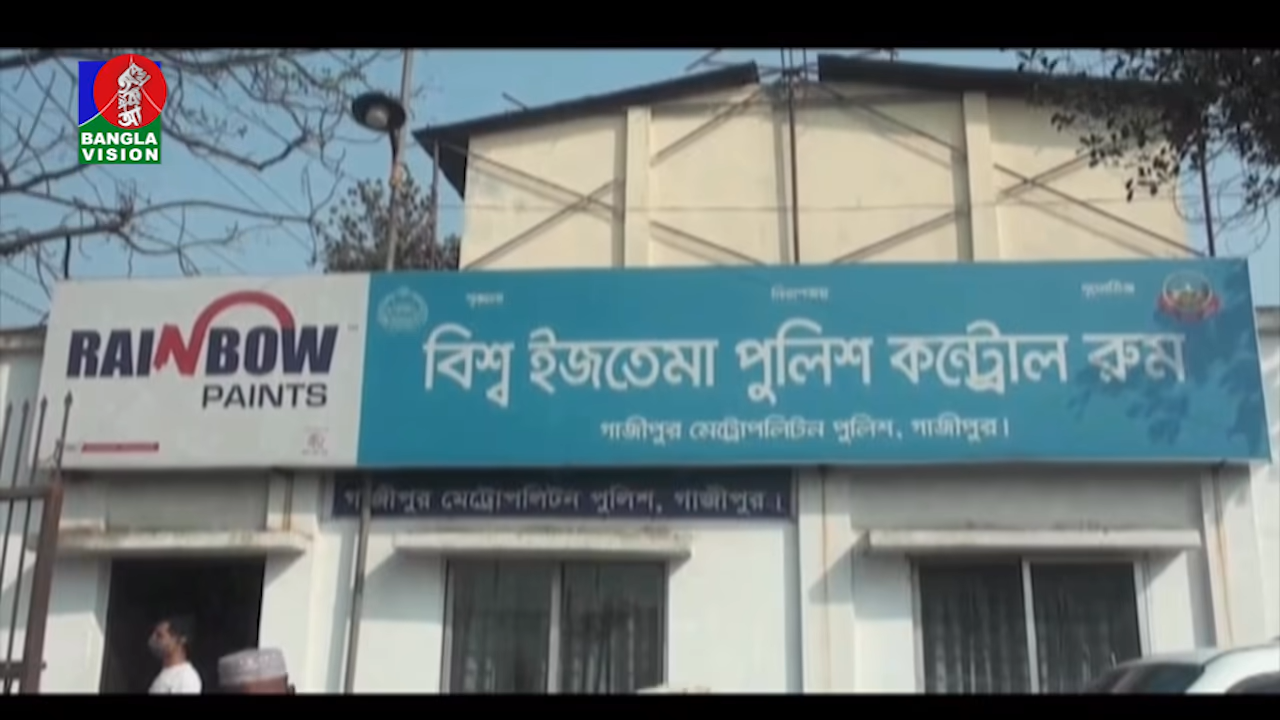 BANGLA
VISION
RAINBOW
PAINTS
বিশ্ব ইজতেমা পুলিশ কন্ট্রোল রুম
গাজীপুর মেট্রোপলিটন পুলিশ, গাজীপুর।
গাজীপুর মেট্রোপলিটন পুলিশ, গাজীপুর।